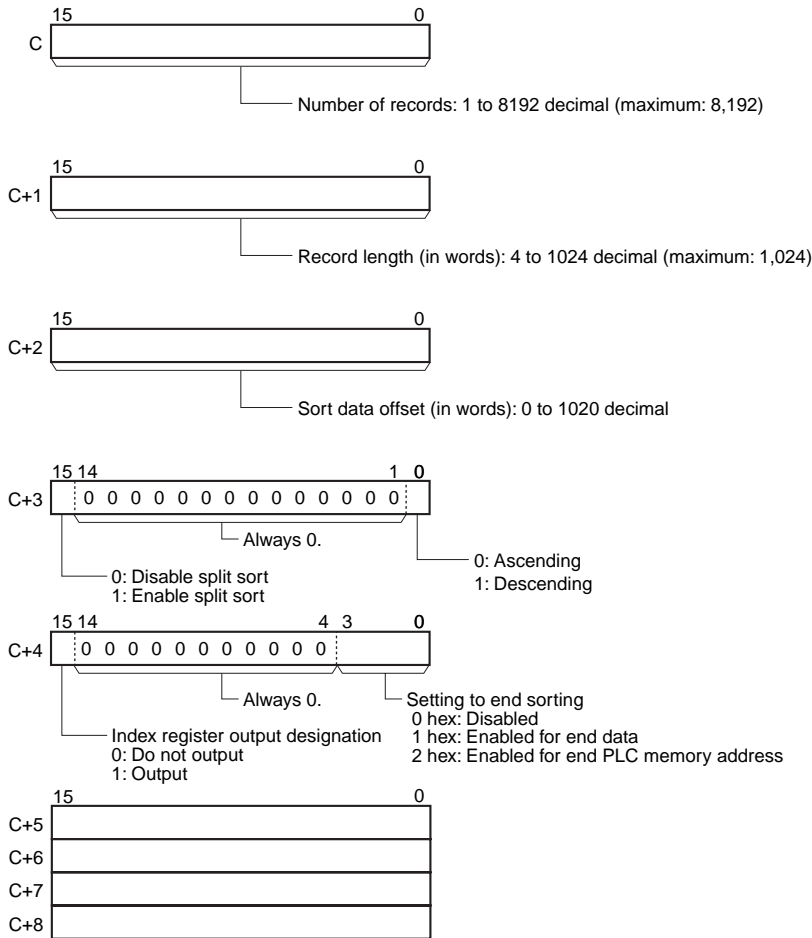 15 0
C
Number of records: 1 to 8192 decimal (maximum: 8,192)
15 0
C+1
Record length (in words): 4 to 1024 decimal (maximum: 1,024)
15 0
C+2
Sort data offset (in words): 0 to 1020 decimal
15 14 1 0
C+3 0 0 0 0 0 0 0 0 0 0 0 0 0 0
Always 0.
0: Ascending
1: Descending
0: Disable split sort
1: Enable split sort
15 14 4 3 0
C+4 0 0 0 0 0 0 0 0 0 0 0
Always 0.
Setting to end sorting
0 hex: Disabled
1 hex: Enabled for end data
2 hex: Enabled for end PLC memory address
Index register output designation
0: Do not output
1: Output
15 0
C+5
C+6
C+7
C+8